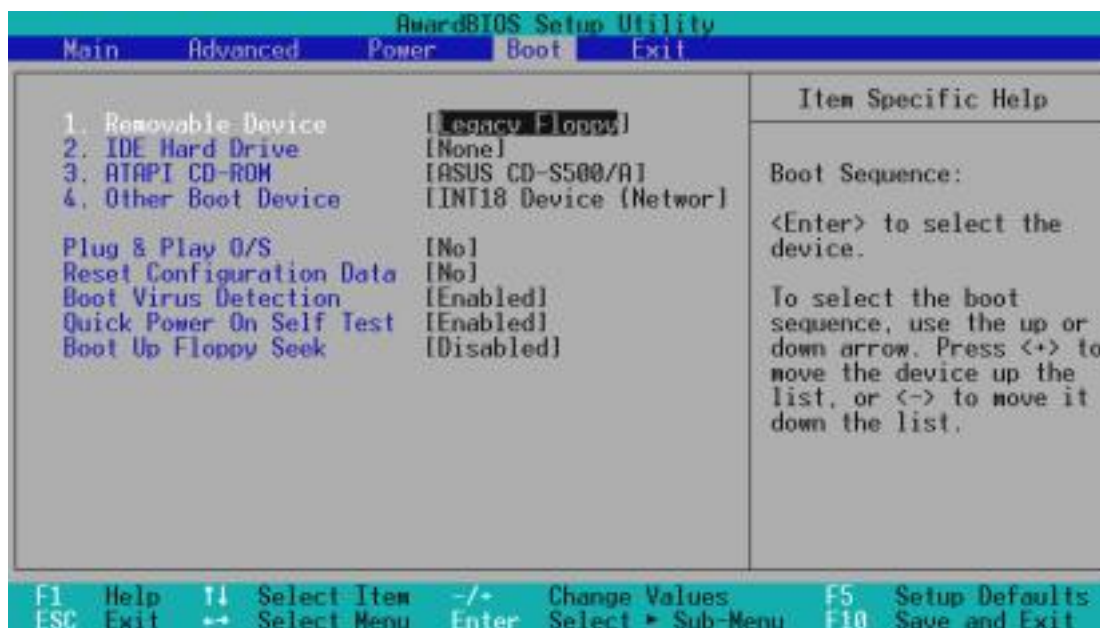 AwardBIOS Setup Utility
Main Advanced Power Boot Exit
1. Removable Device [Legacy Floppy]
2. IDE Hard Drive [None]
3. ATAPI CD-ROM [ASUS CD-S500/A]
4. Other Boot Device [INT18 Device (Networ]
Plug & Play O/S [No]
Reset Configuration Data [No]
Boot Virus Detection [Enabled]
Quick Power On Self Test [Enabled]
Boot Up Floppy Seek [Disabled]
Item Specific Help
Boot Sequence:
<Enter> to select the
device.
To select the boot
sequence, use the up or
down arrow. Press <+> to
move the device up the
list, or <-> to move it
down the list.
F1 Help ↑↓ Select Item -/+ Change Values F5 Setup Defaults
ESC Exit ←→ Select Menu Enter Select ► Sub-Menu F10 Save and Exit